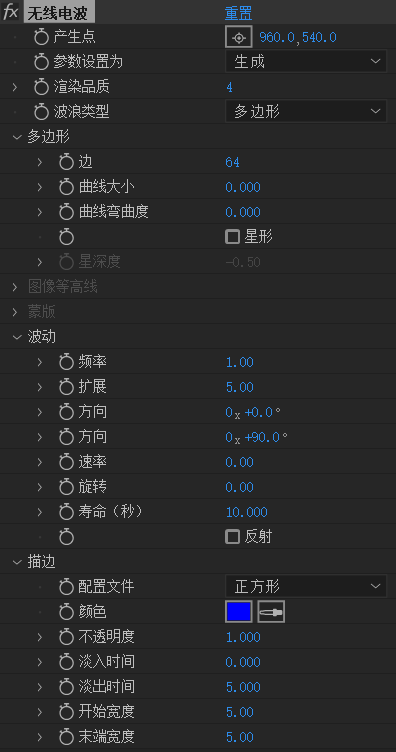 fx 无线电波 重置
产生点 960.0,540.0
参数设置为 生成
渲染品质 4
波浪类型 多边形
多边形
边 64
曲线大小 0.000
曲线弯曲度 0.000
星形
星深度 -0.50
图像等高线
蒙版
波动
频率 1.00
扩展 5.00
方向 0x+0.0°
方向 0x+90.0°
速率 0.00
旋转 0.00
寿命（秒） 10.000
反射
描边
配置文件 正方形
颜色
不透明度 1.000
淡入时间 0.000
淡出时间 5.000
开始宽度 5.00
末端宽度 5.00